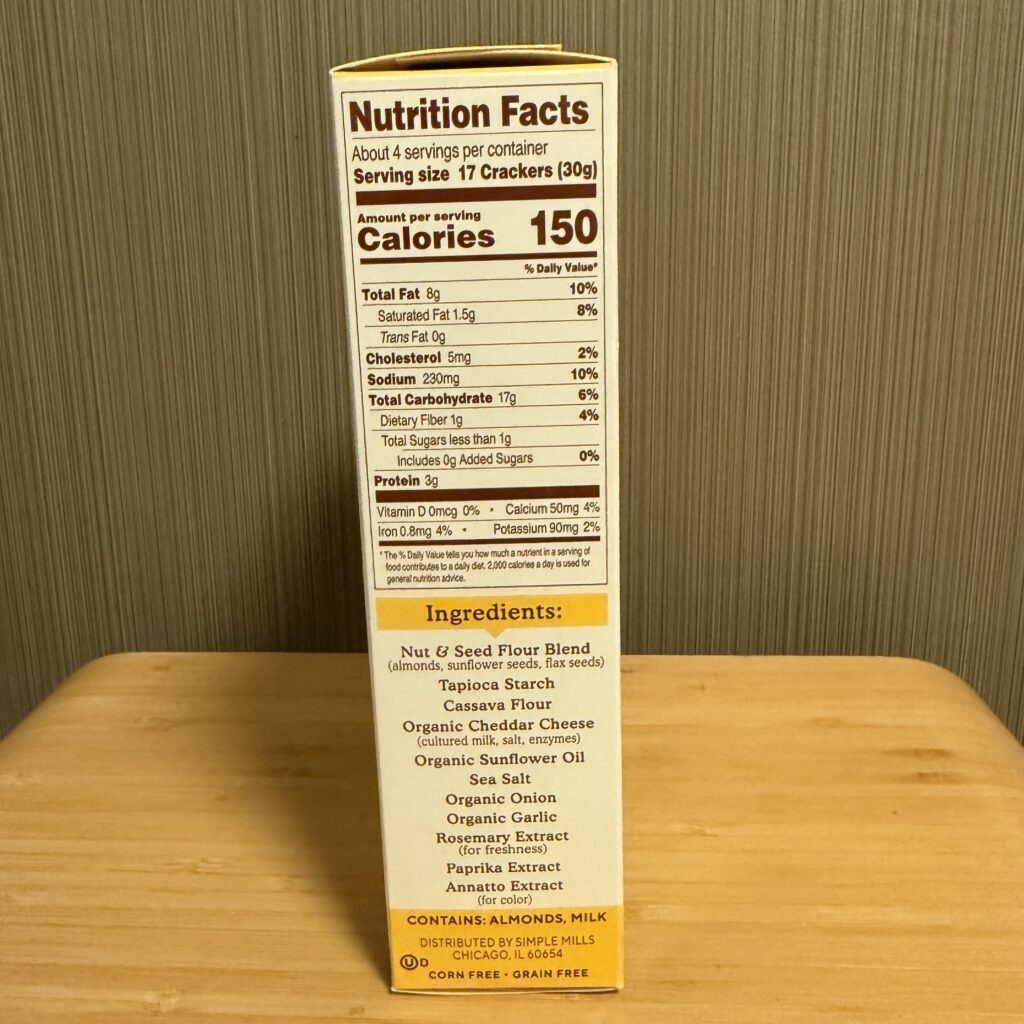 Nutrition Facts
About 4 servings per container
Serving size 17 Crackers (30g)
Amount per serving
Calories 150
% Daily Value*
Total Fat 8g 10%
Saturated Fat 1.5g 8%
Trans Fat 0g
Cholesterol 5mg 2%
Sodium 230mg 10%
Total Carbohydrate 17g 6%
Dietary Fiber 1g 4%
Total Sugars less than 1g
Includes 0g Added Sugars 0%
Protein 3g
Vitamin D 0mcg 0% • Calcium 50mg 4%
Iron 0.8mg 4% • Potassium 90mg 2%
*The % Daily Value tells you how much a nutrient in a serving of
food contributes to a daily diet. 2,000 calories a day is used for
general nutrition advice.
Ingredients:
Nut & Seed Flour Blend
(almonds, sunflower seeds, flax seeds)
Tapioca Starch
Cassava Flour
Organic Cheddar Cheese
(cultured milk, salt, enzymes)
Organic Sunflower Oil
Sea Salt
Organic Onion
Organic Garlic
Rosemary Extract
(for freshness)
Paprika Extract
Annatto Extract
(for color)
CONTAINS: ALMONDS, MILK
DISTRIBUTED BY SIMPLE MILLS
CHICAGO, IL 60654
U D
CORN FREE • GRAIN FREE